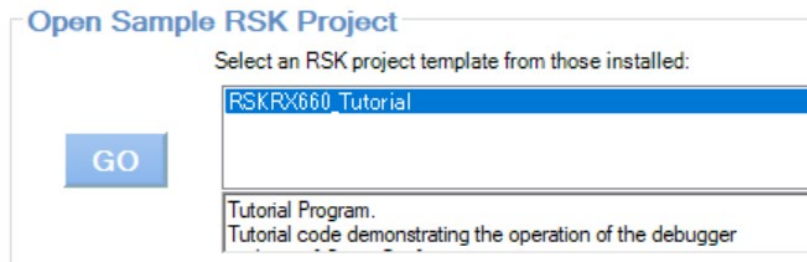 Open Sample RSK Project
Select an RSK project template from those installed:
RSKRX660_Tutorial
GO
Tutorial Program.
Tutorial code demonstrating the operation of the debugger